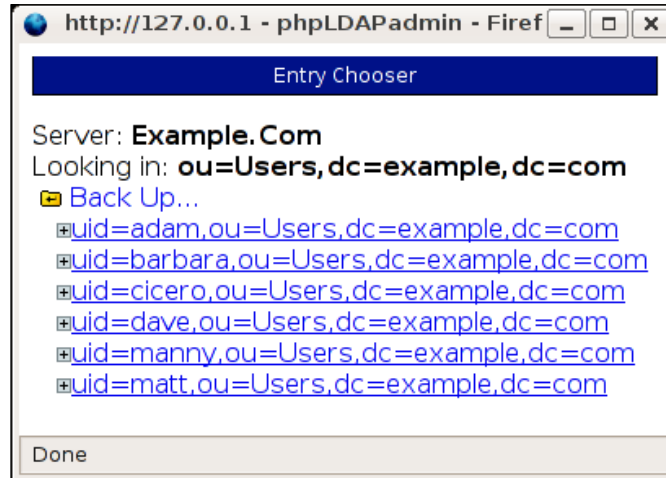 http://127.0.0.1 - phpLDAPadmin - Firef
Entry Chooser
Server: Example.Com
Looking in: ou=Users,dc=example,dc=com
Back Up...
uid=adam,ou=Users,dc=example,dc=com
uid=barbara,ou=Users,dc=example,dc=com
uid=cicero,ou=Users,dc=example,dc=com
uid=dave,ou=Users,dc=example,dc=com
uid=manny,ou=Users,dc=example,dc=com
uid=matt,ou=Users,dc=example,dc=com
Done